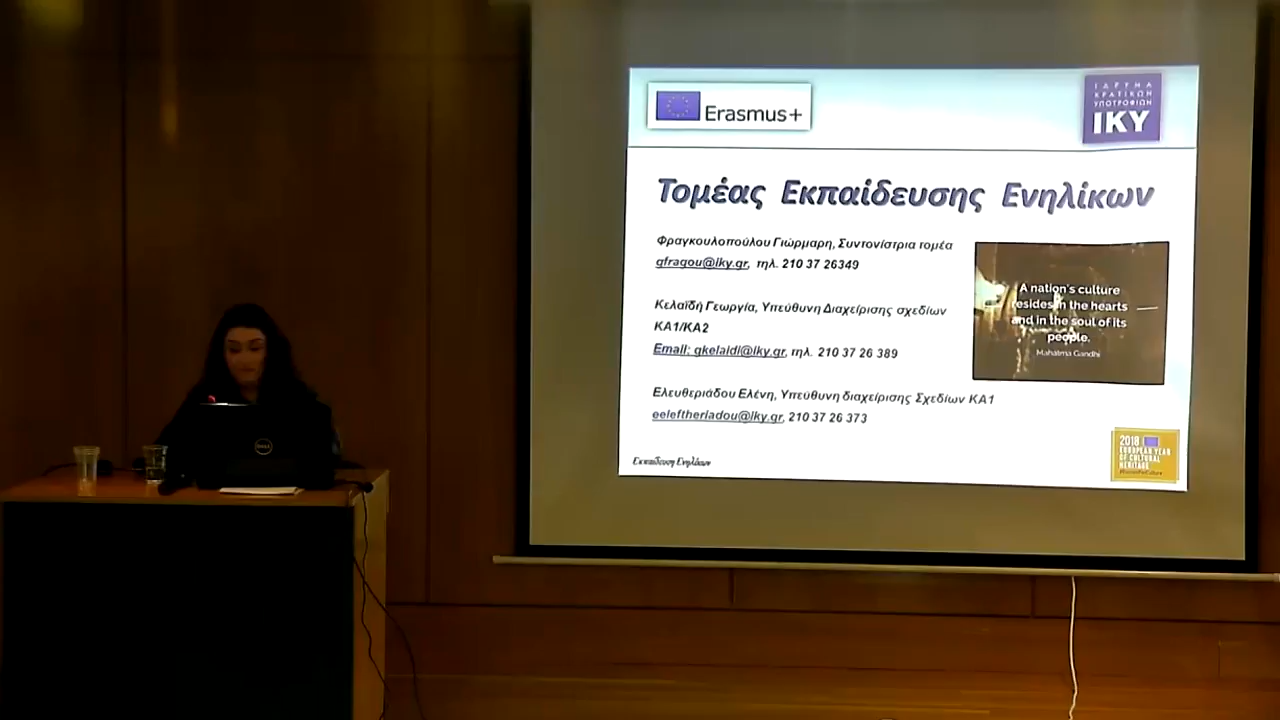 Erasmus+
ΙΔΡΥΜΑ
ΚΡΑΤΙΚΩΝ
ΥΠΟΤΡΟΦΙΩΝ
IKY
Τομέας Εκπαίδευσης Ενηλίκων
Φραγκουλοπούλου Γιώρμαρη, Συντονίστρια τομέα
gfragou@iky.gr, τηλ. 210 37 26349
Κελαϊδή Γεωργία, Υπεύθυνη Διαχείρισης σχεδίων
ΚΑ1/ΚΑ2
Email: gkelaidi@iky.gr, τηλ. 210 37 26 389
Ελευθεριάδου Ελένη, Υπεύθυνη διαχείρισης Σχεδίων ΚΑ1
eeleftheriadou@iky.gr, 210 37 26 373
A nation's culture
resides in the hearts
and in the soul of its
people.
Mahatma Gandhi
2018
EUROPEAN YEAR
OF CULTURAL
HERITAGE
Εκπαίδευση Ενηλίκων
DELL